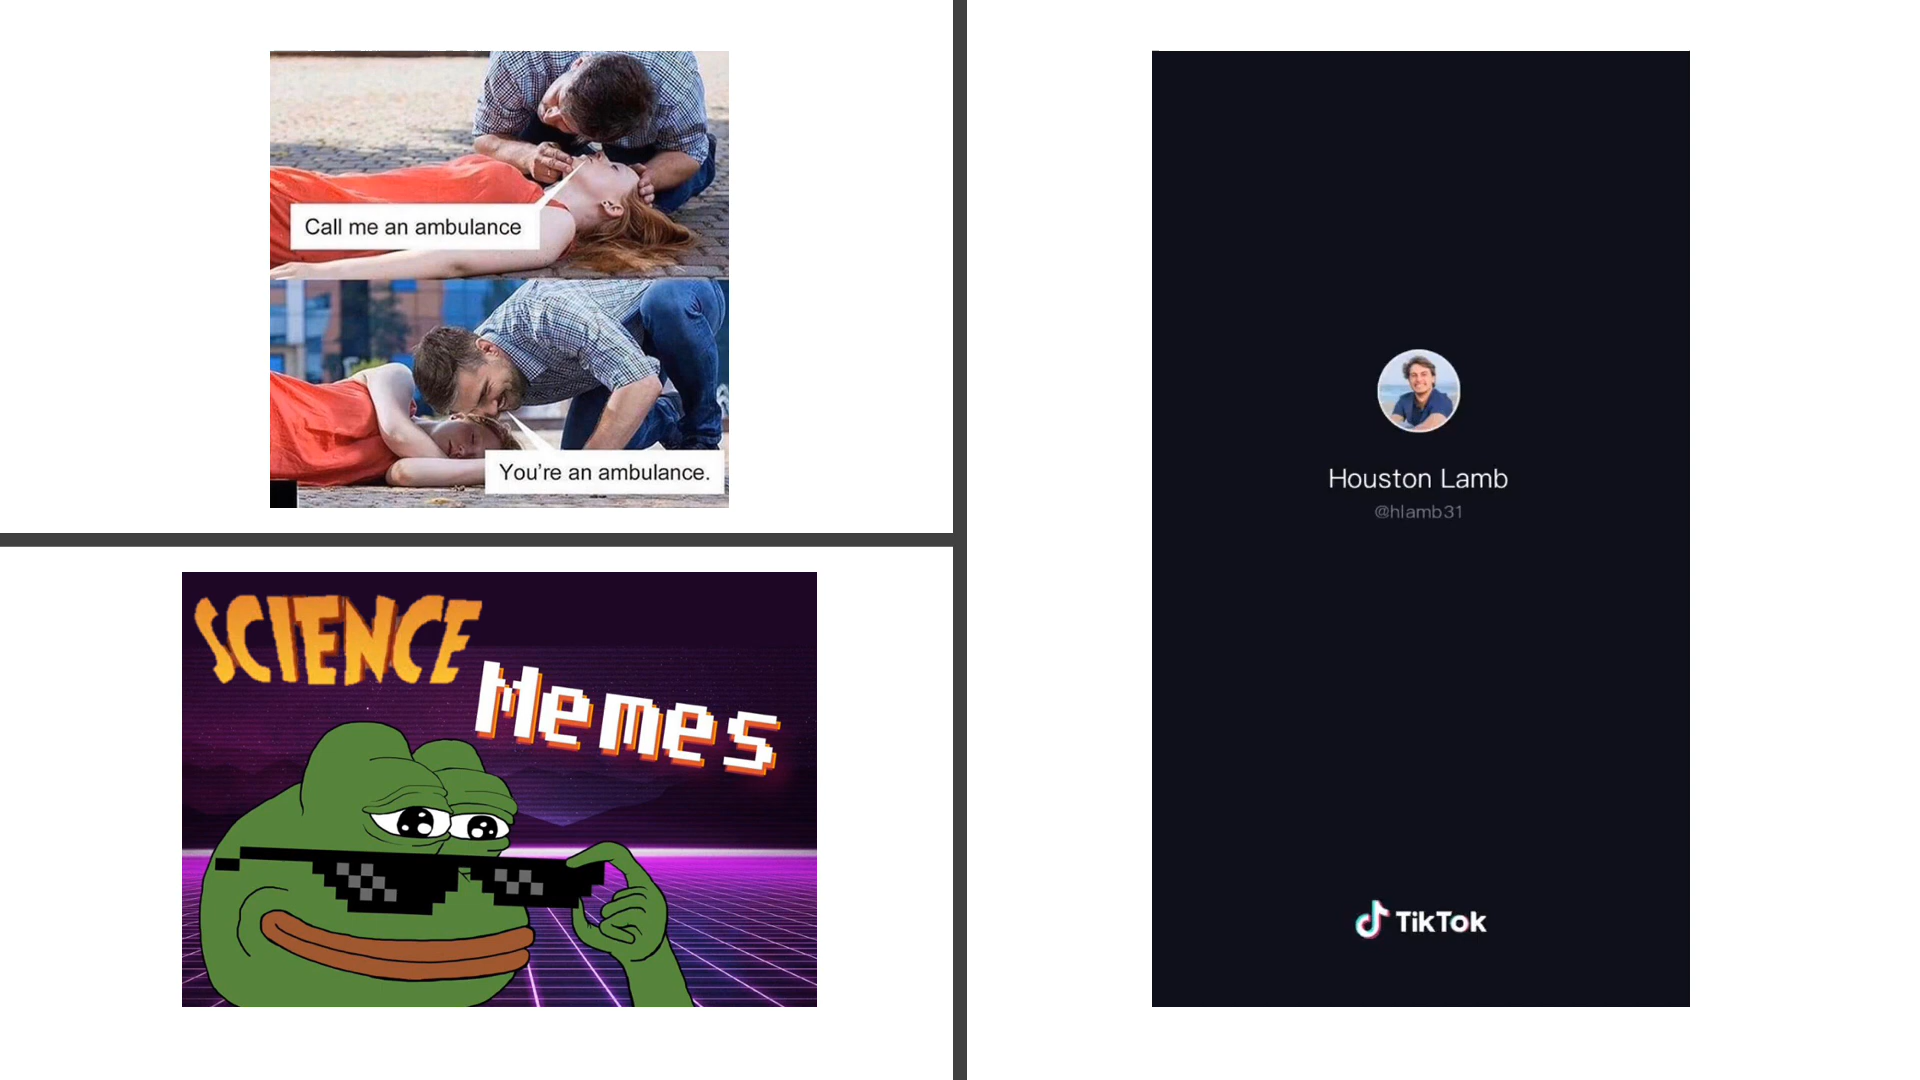 Call me an ambulance
You're an ambulance.
SCIENCE
Memes
Houston Lamb
@hlamb31
TikTok